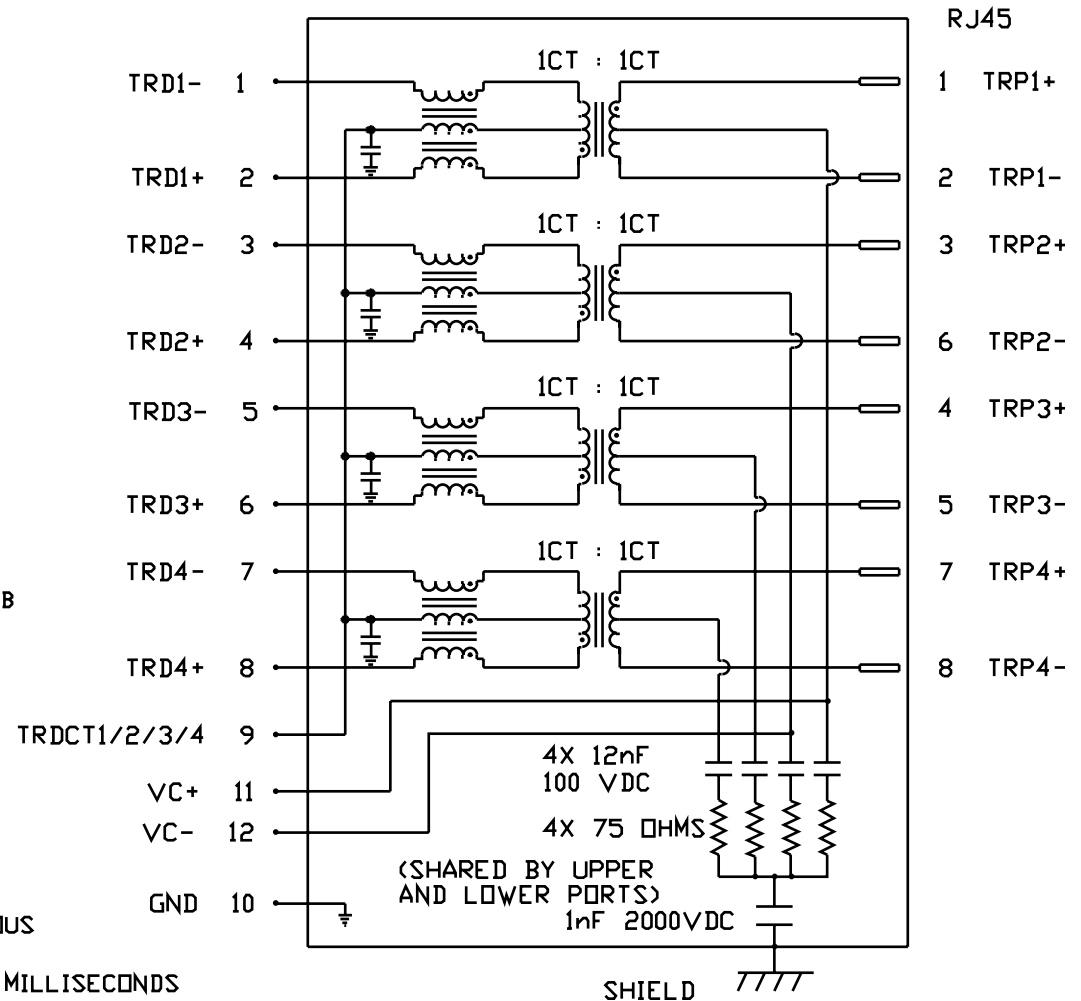 RJ45
1CT : 1CT
TRD1- 1
1 TRP1+
TRD1+ 2
2 TRP1-
1CT : 1CT
TRD2- 3
3 TRP2+
TRD2+ 4
6 TRP2-
1CT : 1CT
TRD3- 5
4 TRP3+
TRD3+ 6
5 TRP3-
1CT : 1CT
TRD4- 7
7 TRP4+
B
TRD4+ 8
8 TRP4-
TRDCT1/2/3/4 9
4X 12nF
100 VDC
VC+ 11
VC- 12
4X 75 OHMS
(SHARED BY UPPER
AND LOWER PORTS)
GND 10
1nF 2000VDC
OUS
MILLISECONDS
SHIELD